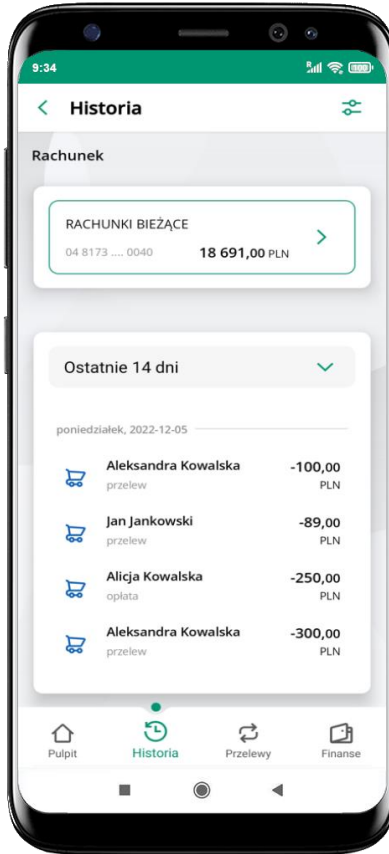 9:34
R
100
Historia
Rachunek
RACHUNKI BIEŻĄCE
04 8173 .... 0040 18 691,00 PLN
Ostatnie 14 dni
poniedziałek, 2022-12-05
Aleksandra Kowalska -100,00
przelew PLN
Jan Jankowski -89,00
przelew PLN
Alicja Kowalska -250,00
opłata PLN
Aleksandra Kowalska -300,00
przelew PLN
Pulpit Historia Przelewy Finanse